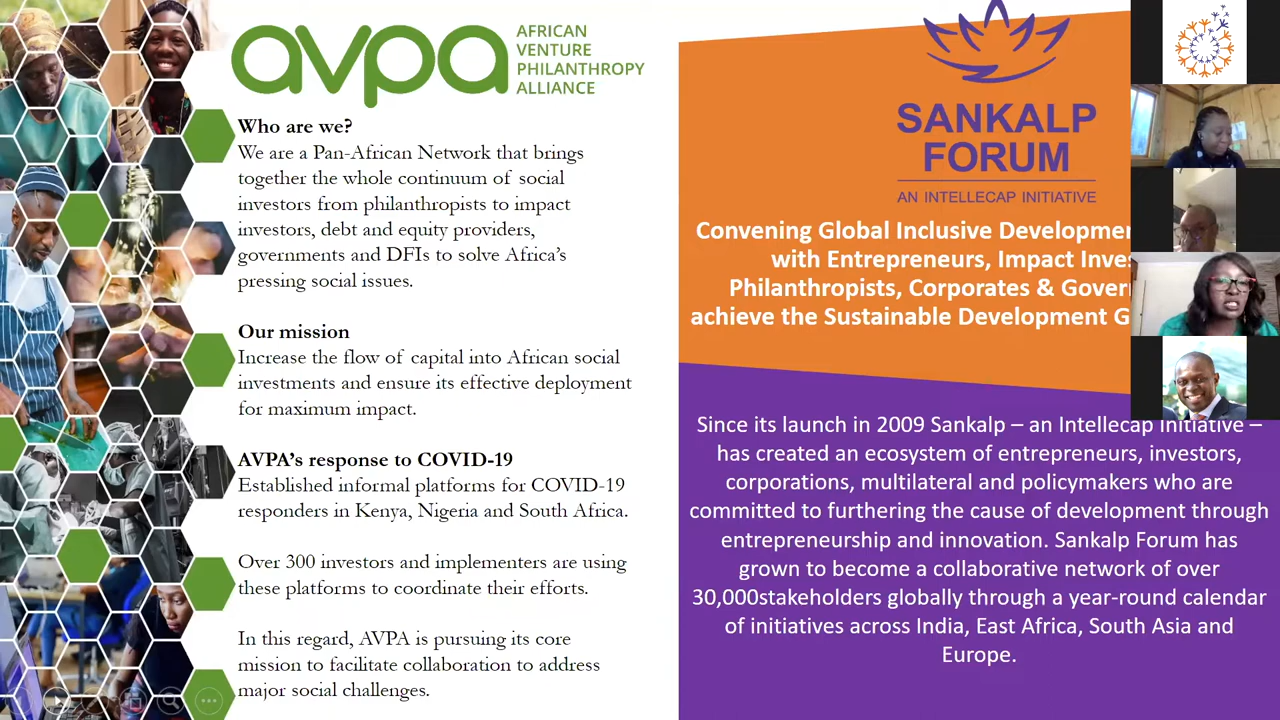 avpa
AFRICAN
VENTURE
PHILANTHROPY
ALLIANCE
Who are we?
We are a Pan-African Network that brings
together the whole continuum of social
investors from philanthropists to impact
investors, debt and equity providers,
governments and DFIs to solve Africa's
pressing social issues.
Our mission
Increase the flow of capital into African social
investments and ensure its effective deployment
for maximum impact.
AVPA's response to COVID-19
Established informal platforms for COVID-19
responders in Kenya, Nigeria and South Africa.
Over 300 investors and implementers are using
these platforms to coordinate their efforts.
In this regard, AVPA is pursuing its core
mission to facilitate collaboration to address
major social challenges.
SANKALP
FORUM
AN INTELLECAP INITIATIVE
Convening Global Inclusive
with Entrepreneurs, Impact
Philanthropists, Corporates &
achieve the Sustainable Development
Since its launch in 2009 Sankalp – an Intellecap Initiative –
has created an ecosystem of entrepreneurs, investors,
corporations, multilateral and policymakers who are
committed to furthering the cause of development through
entrepreneurship and innovation. Sankalp Forum has
grown to become a collaborative network of over
30,000stakeholders globally through a year-round calendar
of initiatives across India, East Africa, South Asia and
Europe.